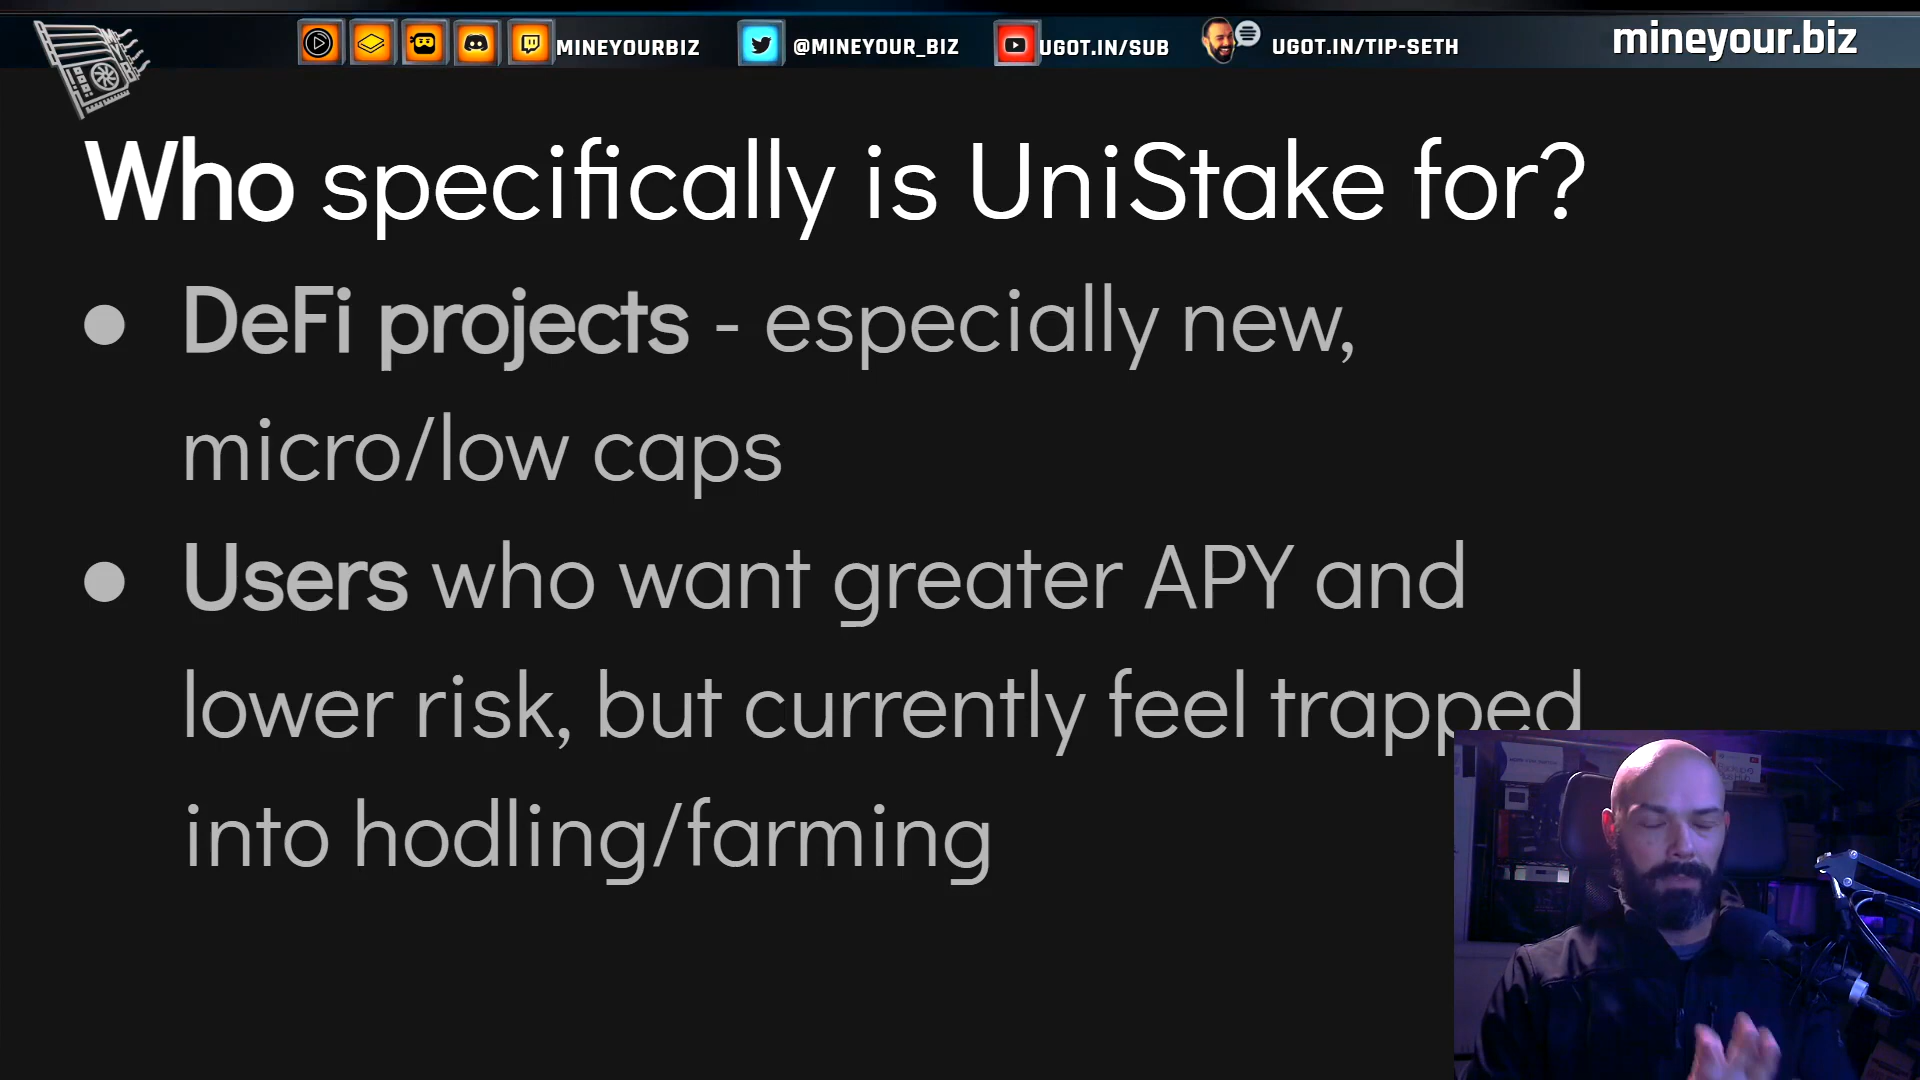 MINEYOURBIZ @MINEYOUR_BIZ UGOT.IN/SUB UGOT.IN/TIP-SETH mineyour.biz
Who specifically is UniStake for?
● DeFi projects - especially new,
micro/low caps
● Users who want greater APY and
lower risk, but currently feel trapped
into hodling/farming